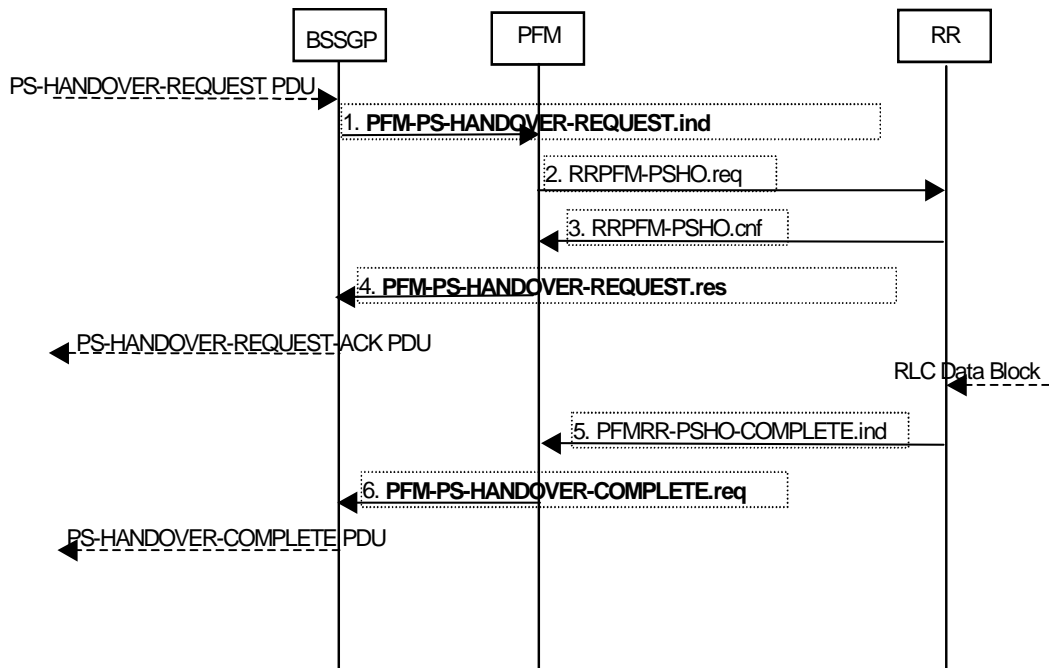 BSSGP
PFM
RR
PS-HANDOVER-REQUEST PDU
1. PFM-PS-HANDOVER-REQUEST.ind
2. RRPFM-PSHO.req
3. RRPFM-PSHO.cnf
4. PFM-PS-HANDOVER-REQUEST.res
PS-HANDOVER-REQUEST-ACK PDU
RLC Data Block
5. PFMRR-PSHO-COMPLETE.ind
6. PFM-PS-HANDOVER-COMPLETE.req
PS-HANDOVER-COMPLETE PDU